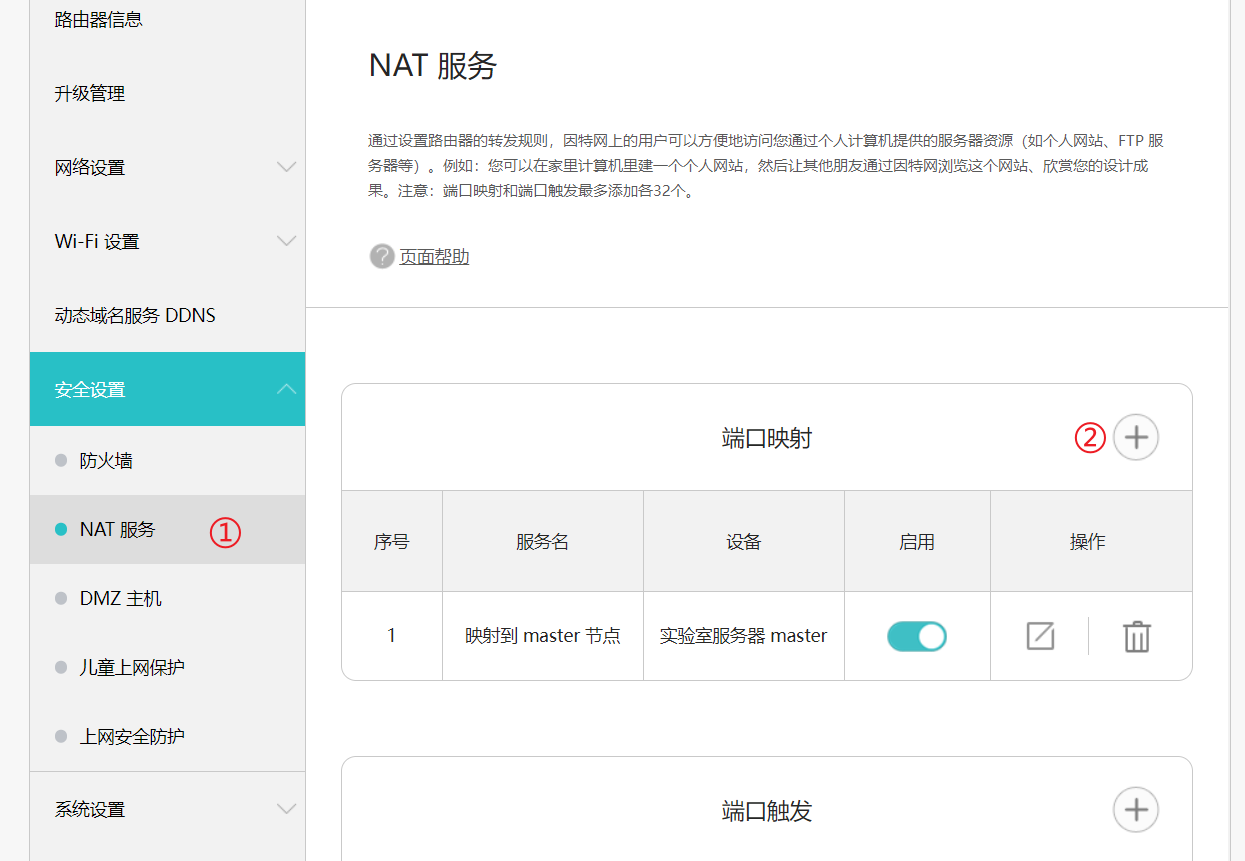 路由器信息
升级管理
网络设置
Wi-Fi 设置
动态域名服务 DDNS
安全设置
防火墙
NAT 服务 ①
DMZ 主机
儿童上网保护
上网安全防护
系统设置
NAT 服务
通过设置路由器的转发规则，因特网上的用户可以方便地访问您通过个人计算机提供的服务器资源（如个人网站、FTP 服
务器等）。例如：您可以在家里计算机里建一个个人网站，然后让其他朋友通过因特网浏览这个网站、欣赏您的设计成
果。注意：端口映射和端口触发最多添加各32个。
? 页面帮助
端口映射 ②
序号 服务名 设备 启用 操作
1 映射到 master 节点 实验室服务器 master
端口触发